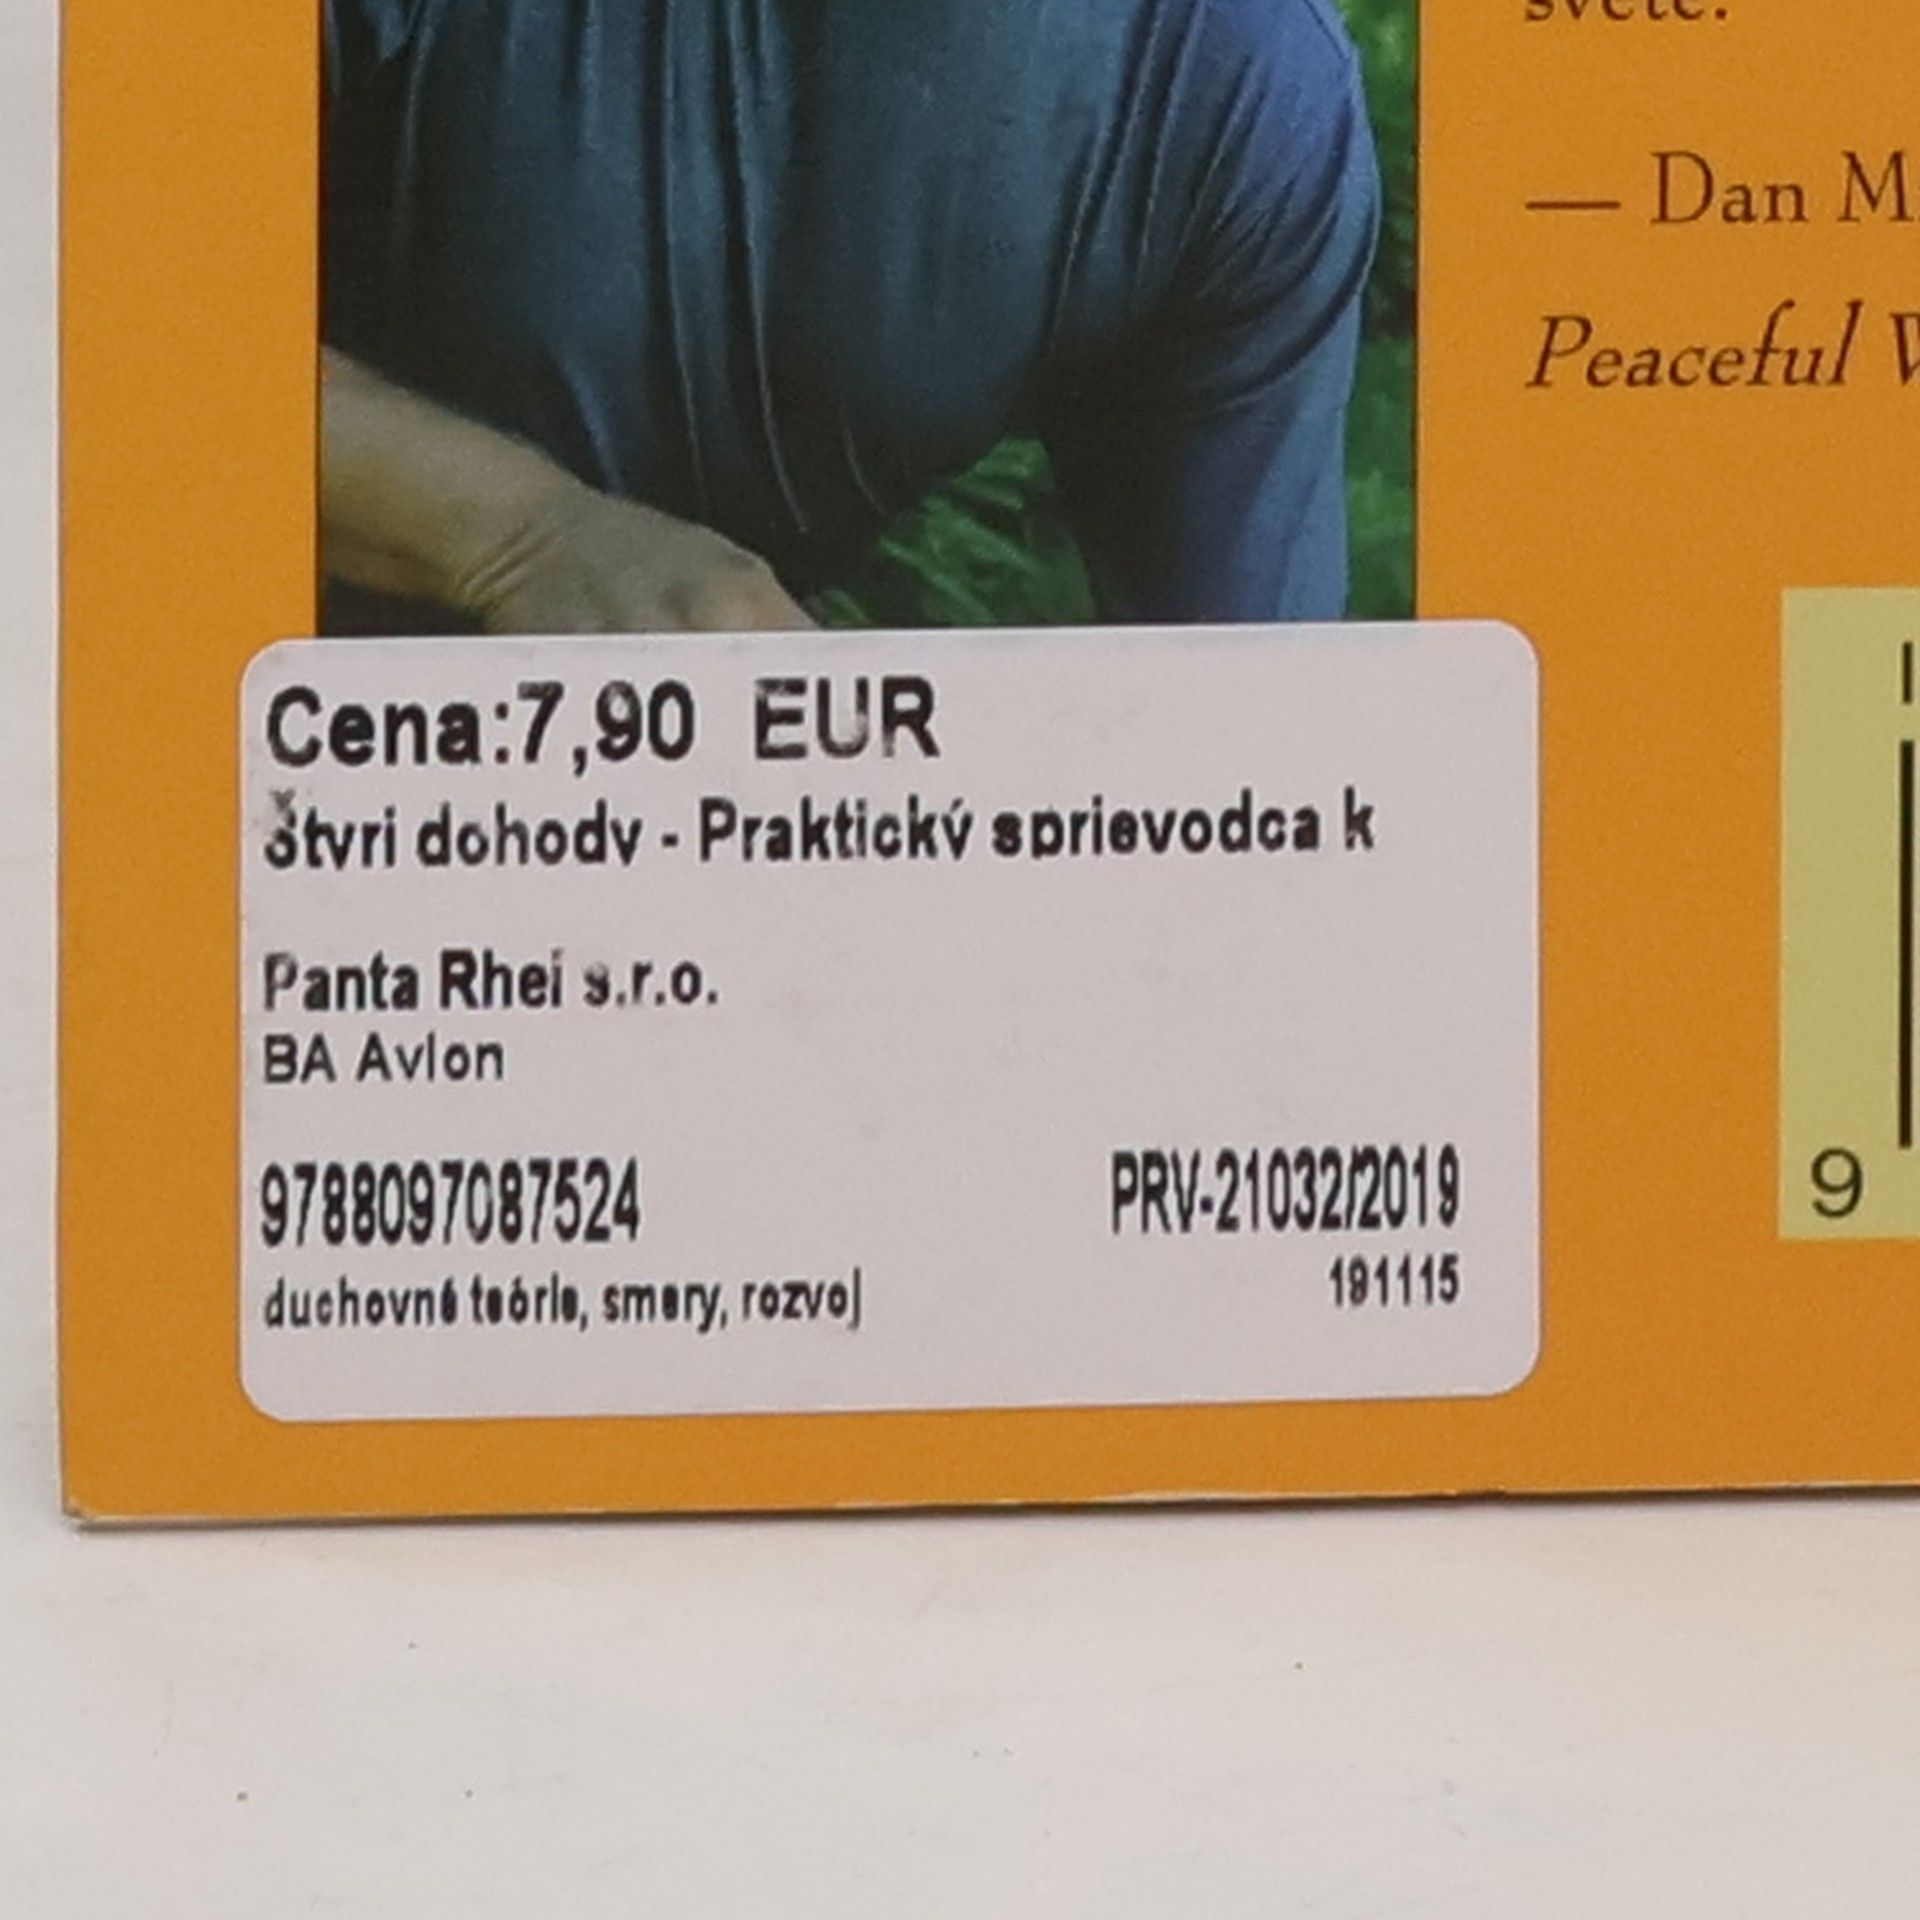 svete.
— Dan M
Peaceful W
Cena:7,90 EUR
Štvri dohody - Praktický sprievodca k
Panta Rhei s.r.o.
BA Avlon
9788097087524
PRV-21032/2019
duchovné teórie, smery, rozvoj
191115
9